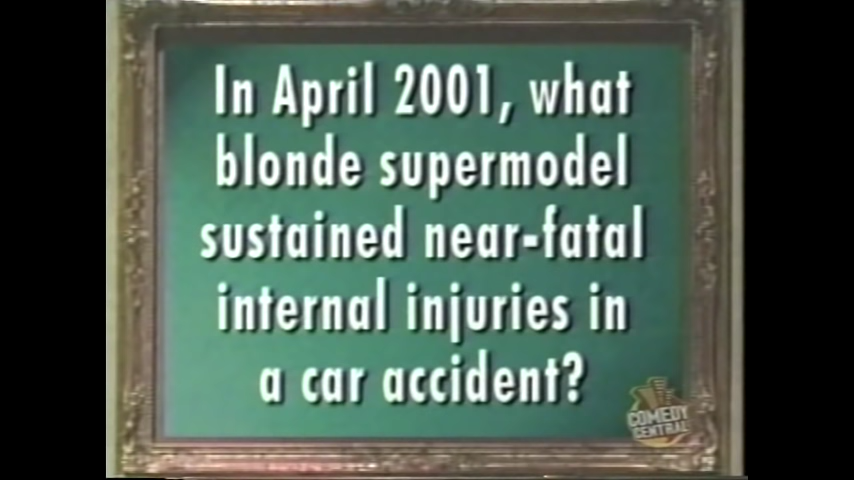 In April 2001, what
blonde supermodel
sustained near-fatal
internal injuries in
a car accident?
COMEDY
CENTRAL